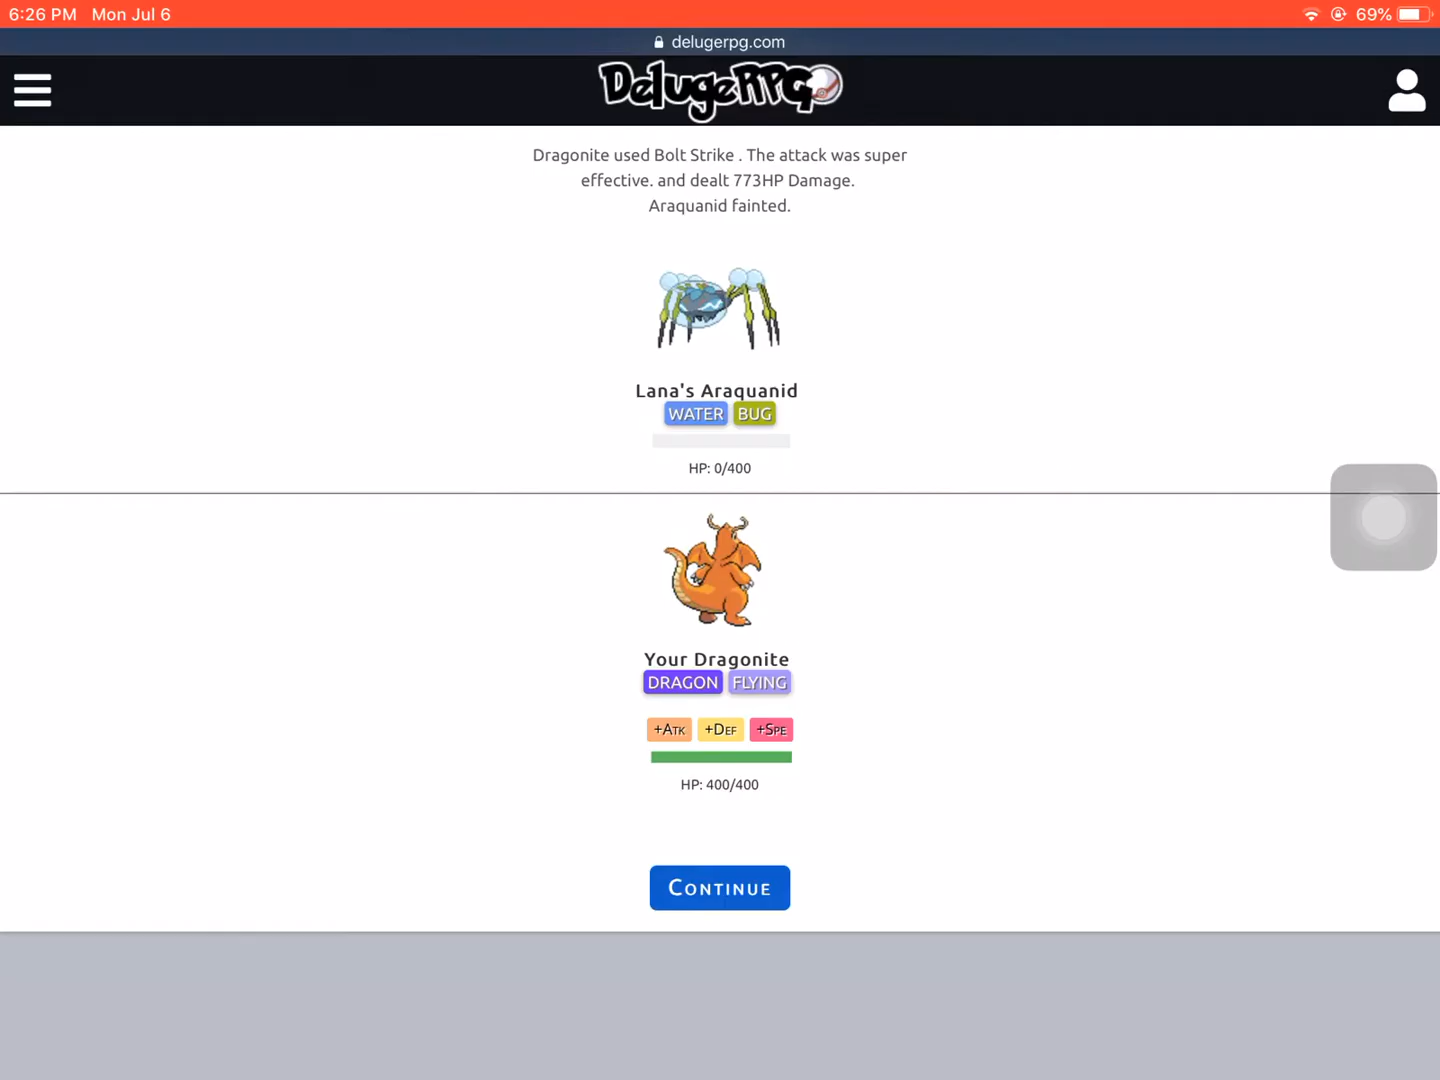 6:26 PM Mon Jul 6 69%
delugerpg.com
DelugeRPG
Dragonite used Bolt Strike . The attack was super
effective. and dealt 773HP Damage.
Araquanid fainted.
Lana's Araquanid
WATER BUG
HP: 0/400
Your Dragonite
DRAGON FLYING
+ATK +DEF +SPE
HP: 400/400
CONTINUE